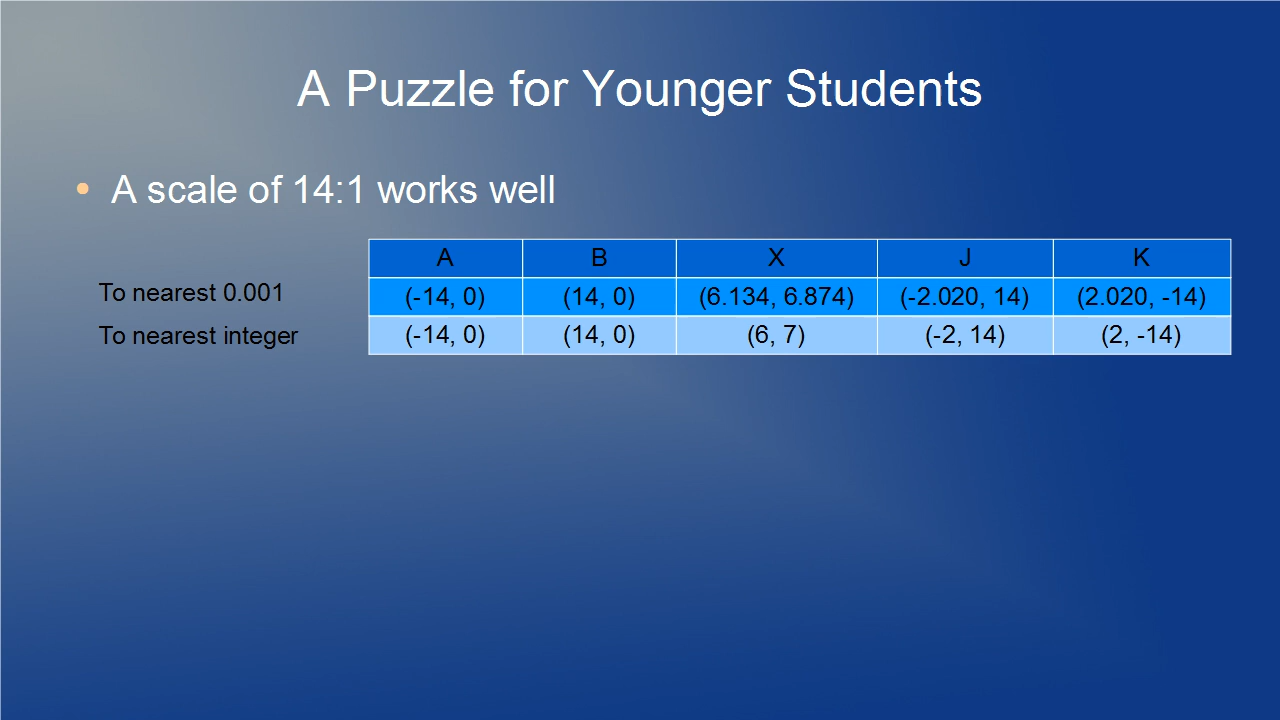 A Puzzle for Younger Students
• A scale of 14:1 works well
A B X J K
To nearest 0.001 (-14, 0) (14, 0) (6.134, 6.874) (-2.020, 14) (2.020, -14)
To nearest integer (-14, 0) (14, 0) (6, 7) (-2, 14) (2, -14)